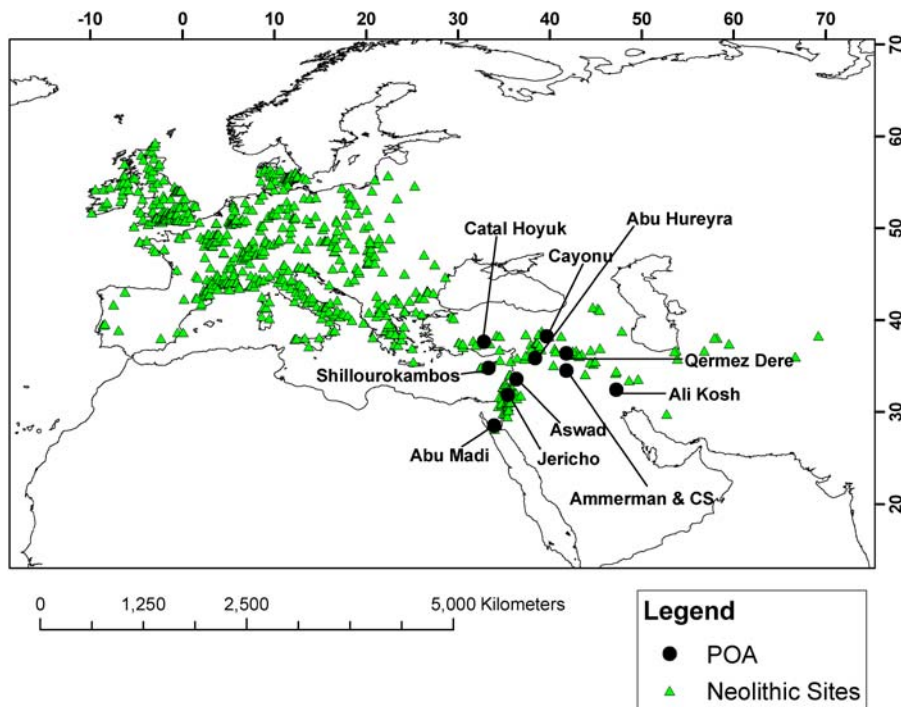 -10 0 10 20 30 40 50 60 70
70
60
50
40
30
20
Catal Hoyuk
Abu Hureyra
Cayonu
Shillourokambos
Qermez Dere
Ali Kosh
Aswad
Abu Madi
Jericho
Ammerman & CS
0 1,250 2,500 5,000 Kilometers
Legend
POA
Neolithic Sites